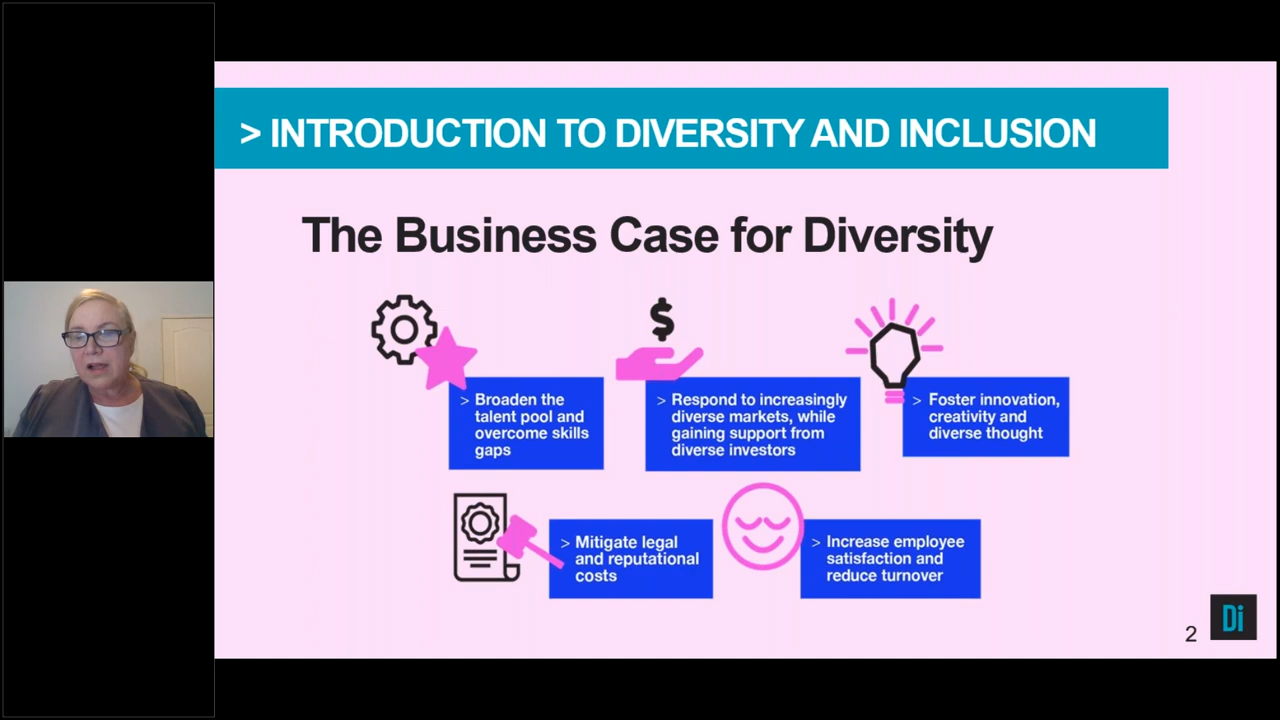 > INTRODUCTION TO DIVERSITY AND INCLUSION
The Business Case for Diversity
$
> Broaden the
talent pool and
overcome skills
gaps
> Respond to increasingly
diverse markets, while
gaining support from
diverse investors
> Foster innovation,
creativity and
diverse thought
> Mitigate legal
and reputational
costs
> Increase employee
satisfaction and
reduce turnover
2
Di